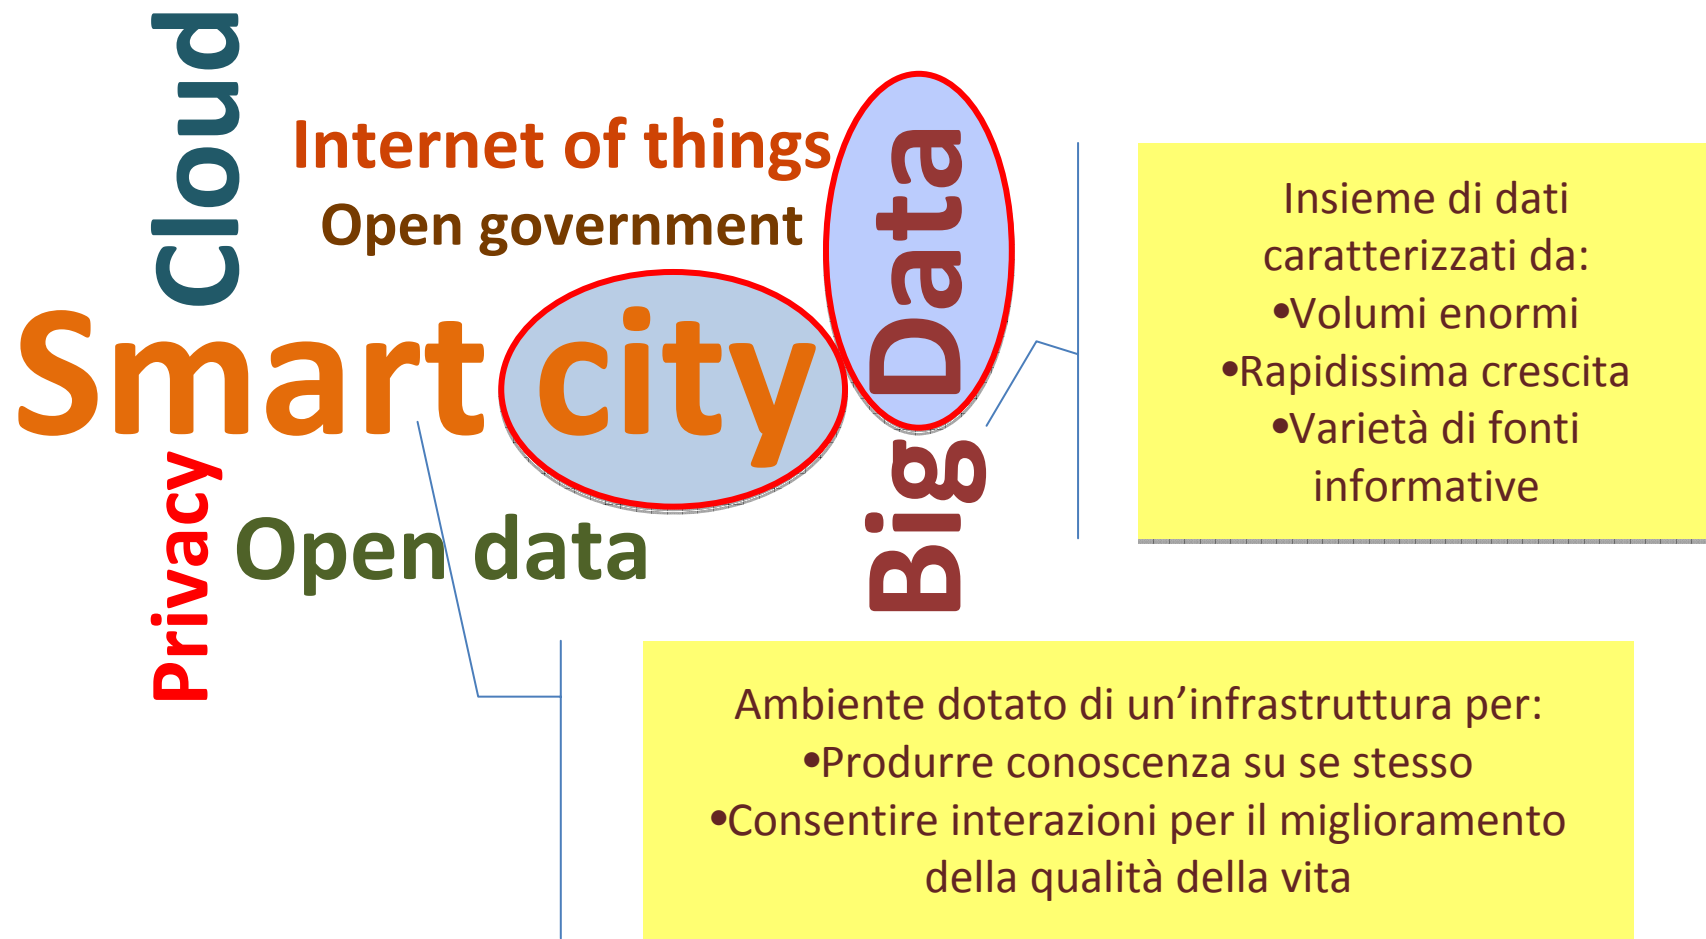 Cloud
Internet of things
Open government
Smart city
Big Data
Privacy
Open data
Insieme di dati
caratterizzati da:
•Volumi enormi
•Rapidissima crescita
•Varietà di fonti
informative
Ambiente dotato di un’infrastruttura per:
•Produrre conoscenza su se stesso
•Consentire interazioni per il miglioramento
della qualità della vita